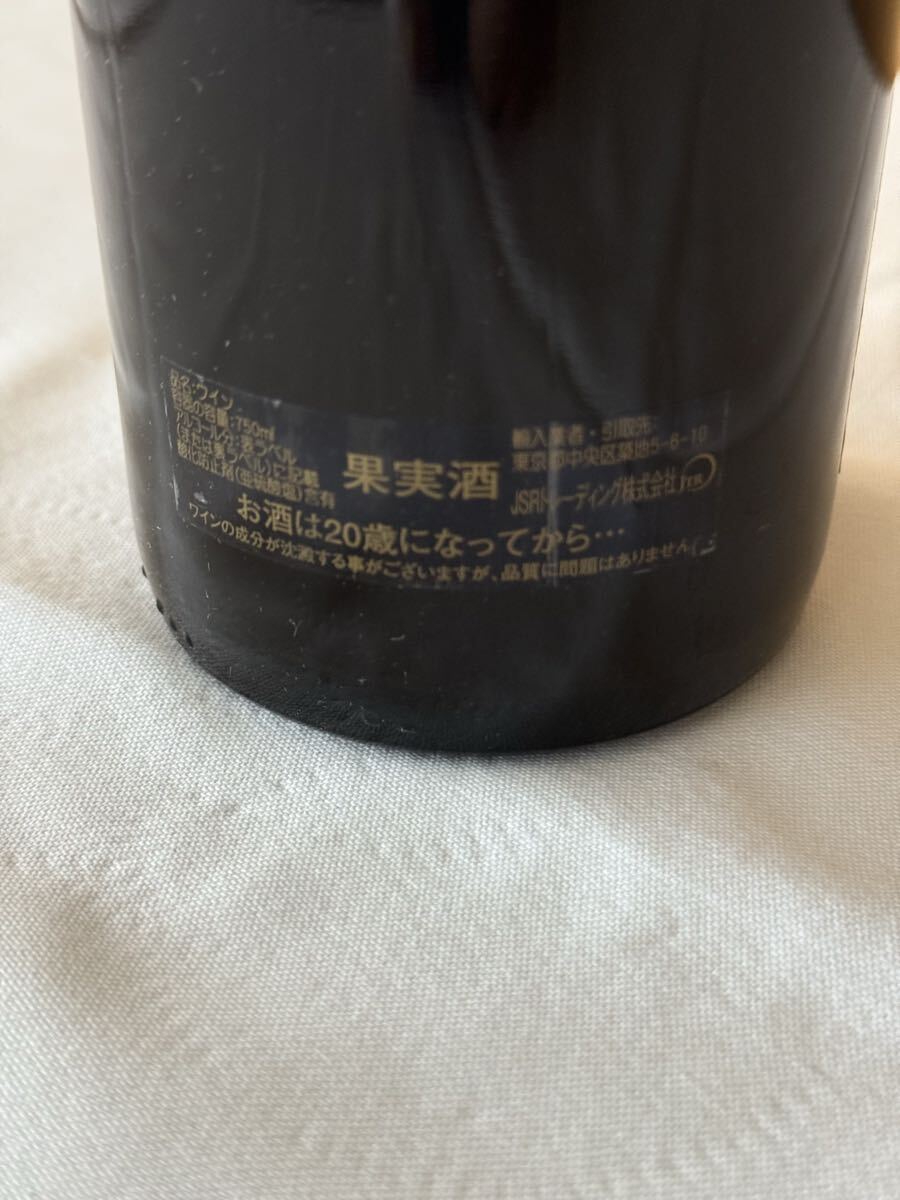 品名:ワイン
容器の容量:750ml
アルコール分:表ラベル
(または裏ラベル)に記載
酸化防止剤(亜硫酸塩)含有
果実酒
輸入業者・引取先:
東京都中央区築地5-6-10
JSRトレーディング株式会社 JTR
お酒は20歳になってから…
ワインの成分が沈澱する事がございますが、品質に問題はありません。